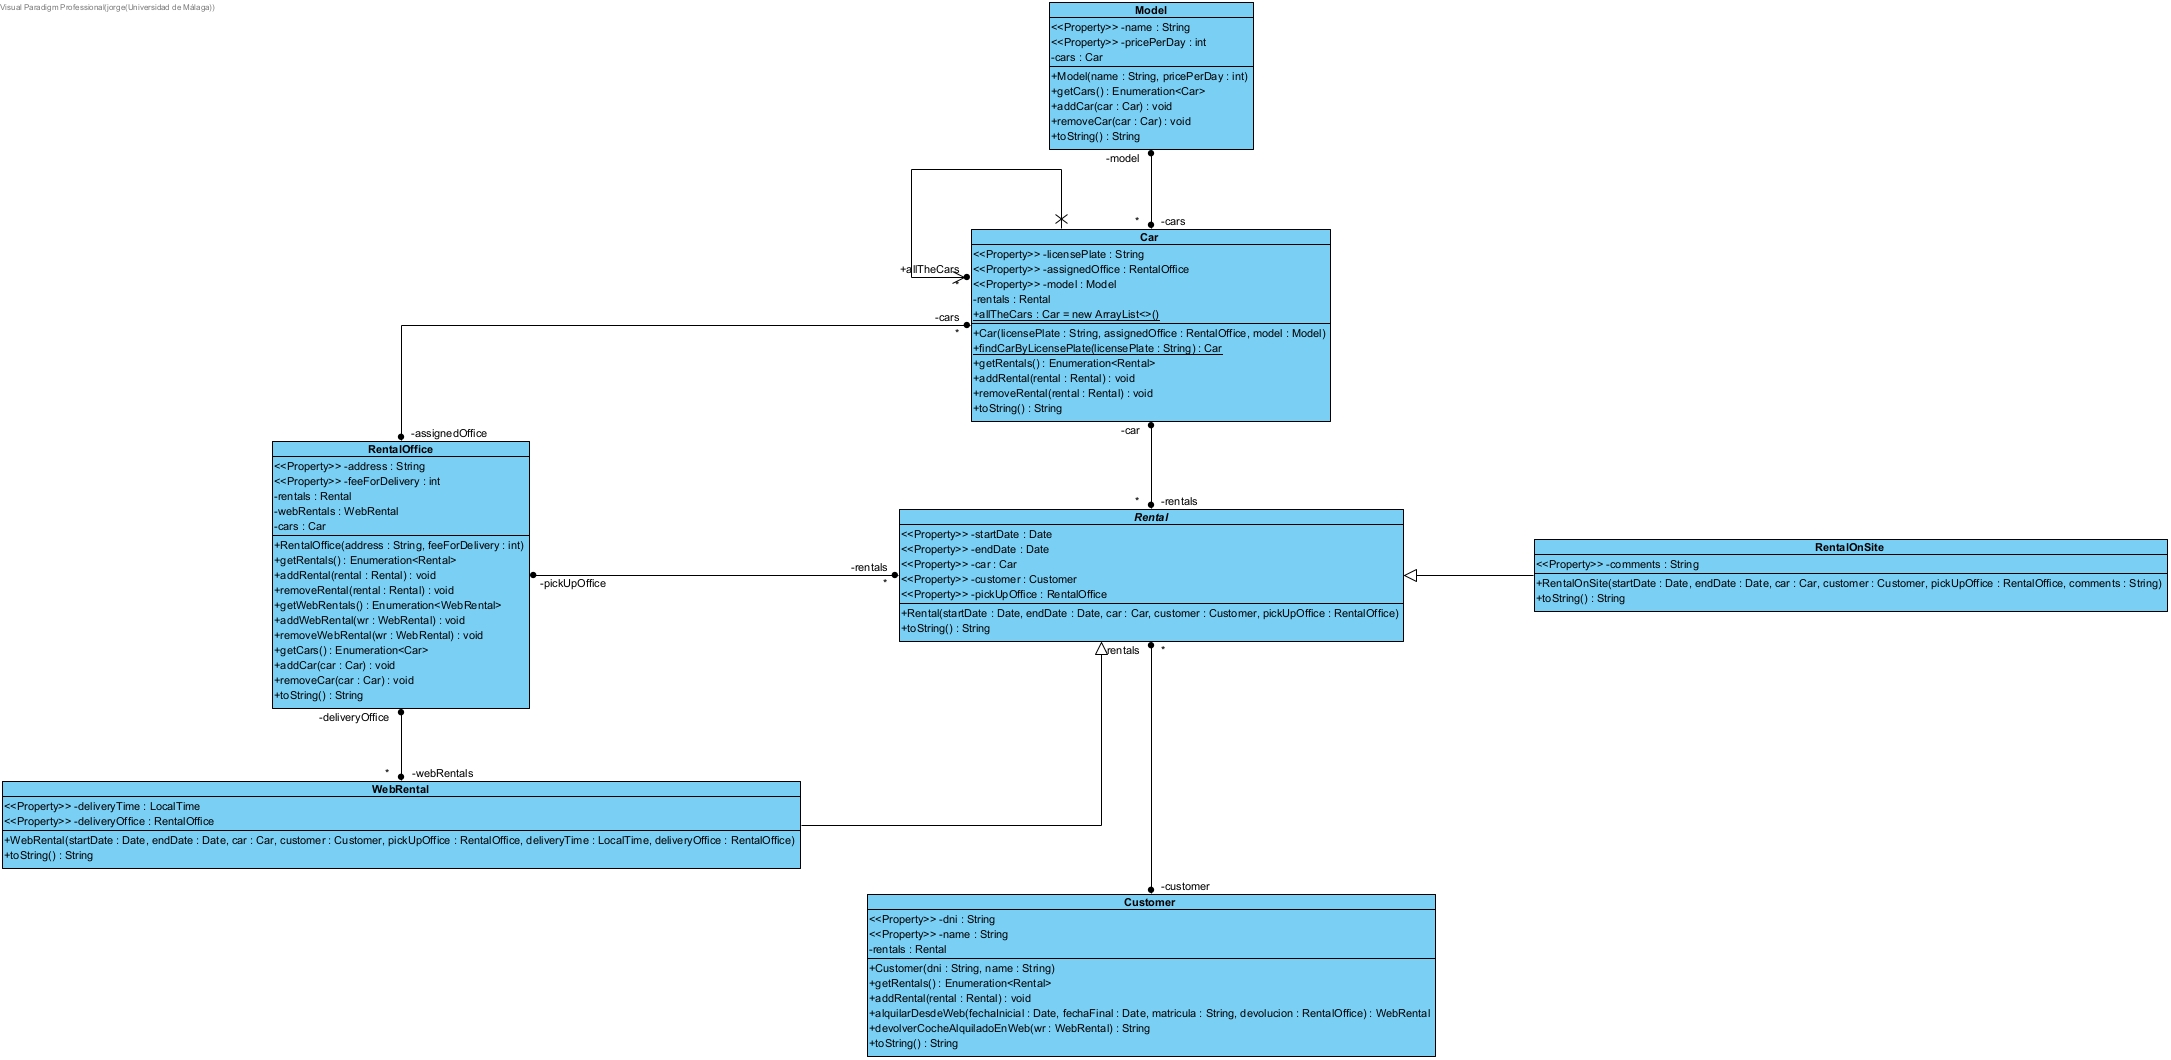 Visual Paradigm Professional(jorge(Universidad de Málaga))
Model
<<Property>> -name : String
<<Property>> -pricePerDay : int
-cars : Car
+Model(name : String, pricePerDay : int)
+getCars() : Enumeration<Car>
+addCar(car : Car) : void
+removeCar(car : Car) : void
+toString() : String
-model
* -cars
+allTheCars
*
Car
<<Property>> -licensePlate : String
<<Property>> -assignedOffice : RentalOffice
<<Property>> -model : Model
-rentals : Rental
+allTheCars : Car = new ArrayList<>()
+Car(licensePlate : String, assignedOffice : RentalOffice, model : Model)
+findCarByLicensePlate(licensePlate : String) : Car
+getRentals() : Enumeration<Rental>
+addRental(rental : Rental) : void
+removeRental(rental : Rental) : void
+toString() : String
-cars
*
-assignedOffice
-car
* -rentals
RentalOffice
<<Property>> -address : String
<<Property>> -feeForDelivery : int
-rentals : Rental
-webRentals : WebRental
-cars : Car
+RentalOffice(address : String, feeForDelivery : int)
+getRentals() : Enumeration<Rental>
+addRental(rental : Rental) : void
+removeRental(rental : Rental) : void
+getWebRentals() : Enumeration<WebRental>
+addWebRental(wr : WebRental) : void
+removeWebRental(wr : WebRental) : void
+getCars() : Enumeration<Car>
+addCar(car : Car) : void
+removeCar(car : Car) : void
+toString() : String
-pickUpOffice
-rentals
*
Rental
<<Property>> -startDate : Date
<<Property>> -endDate : Date
<<Property>> -car : Car
<<Property>> -customer : Customer
<<Property>> -pickUpOffice : RentalOffice
+Rental(startDate : Date, endDate : Date, car : Car, customer : Customer, pickUpOffice : RentalOffice)
+toString() : String
RentalOnSite
<<Property>> -comments : String
+RentalOnSite(startDate : Date, endDate : Date, car : Car, customer : Customer, pickUpOffice : RentalOffice, comments : String)
+toString() : String
rentals *
-deliveryOffice
* -webRentals
WebRental
<<Property>> -deliveryTime : LocalTime
<<Property>> -deliveryOffice : RentalOffice
+WebRental(startDate : Date, endDate : Date, car : Car, customer : Customer, pickUpOffice : RentalOffice, deliveryTime : LocalTime, deliveryOffice : RentalOffice)
+toString() : String
-customer
Customer
<<Property>> -dni : String
<<Property>> -name : String
-rentals : Rental
+Customer(dni : String, name : String)
+getRentals() : Enumeration<Rental>
+addRental(rental : Rental) : void
+alquilarDesdeWeb(fechaInicial : Date, fechaFinal : Date, matricula : String, devolucion : RentalOffice) : WebRental
+devolverCocheAlquiladoEnWeb(wr : WebRental) : String
+toString() : String